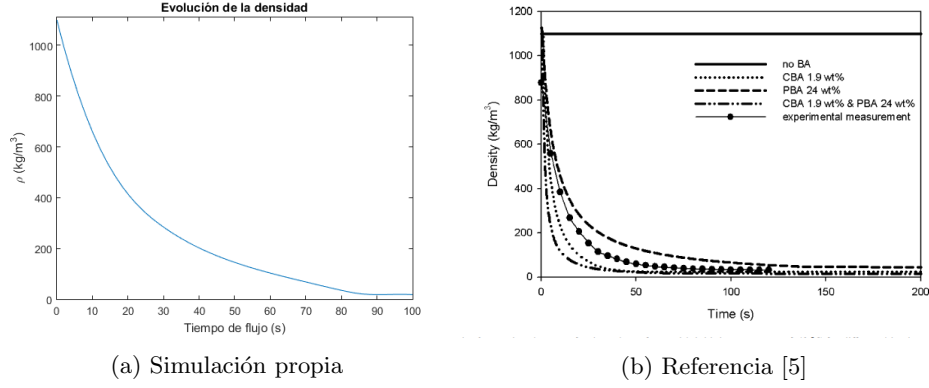 Evolución de la densidad
1000
800
600
400
200
0
ρ (kg/m³)
0 10 20 30 40 50 60 70 80 90 100
Tiempo de flujo (s)
(a) Simulación propia
1200
1000
800
600
400
200
0
Density (kg/m³)
no BA
CBA 1.9 wt%
PBA 24 wt%
CBA 1.9 wt% & PBA 24 wt%
experimental measurement
0 50 100 150 200
Time (s)
(b) Referencia [5]